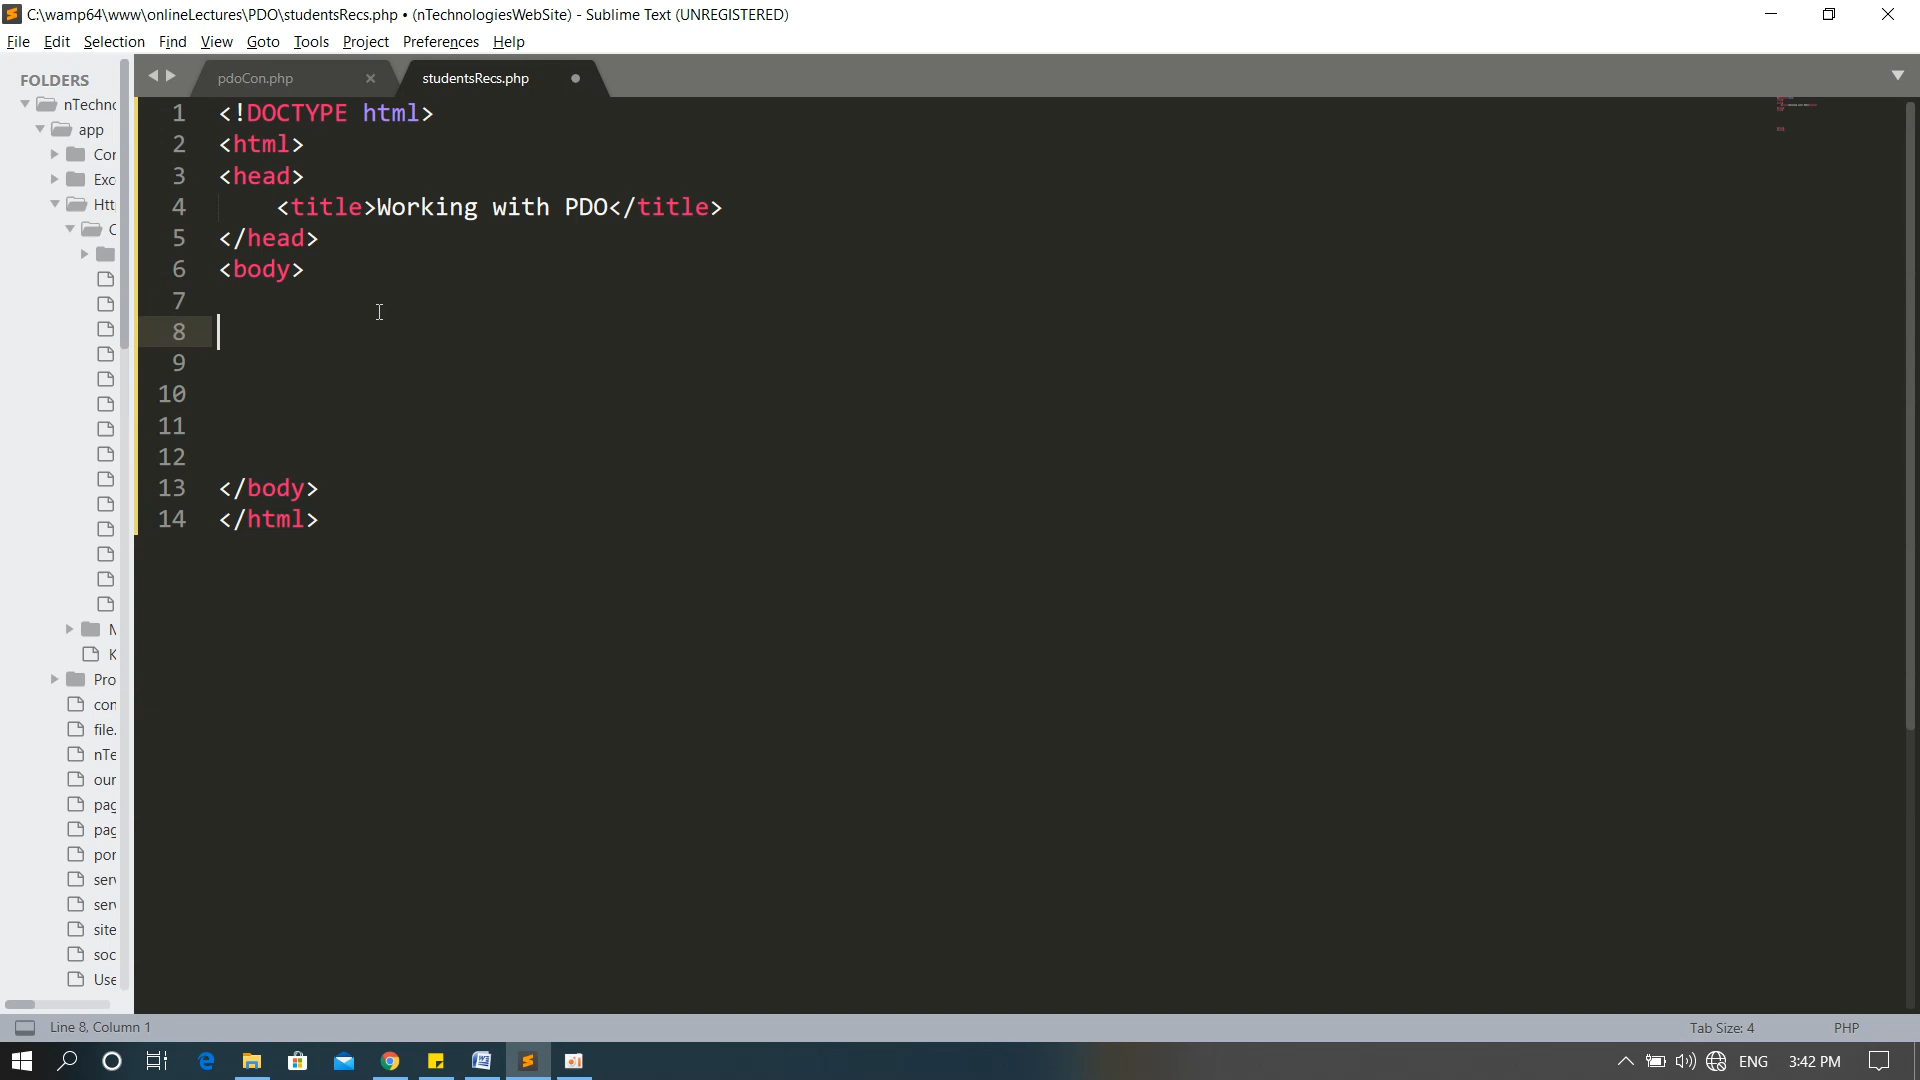 C:\wamp64\www\onlineLectures\PDO\studentsRecs.php • (nTechnologiesWebSite) - Sublime Text (UNREGISTERED)
File Edit Selection Find View Goto Tools Project Preferences Help
FOLDERS
nTechno
app
Cor
Exc
Htt
C
M
K
Pro
con
file.
nTe
our
pag
pag
por
serv
serv
site
soc
Use
pdoCon.php
studentsRecs.php
1 <!DOCTYPE html>
2 <html>
3 <head>
4 <title>Working with PDO</title>
5 </head>
6 <body>
7
8
9
10
11
12
13 </body>
14 </html>
Line 8, Column 1
Tab Size: 4
PHP
ENG
3:42 PM